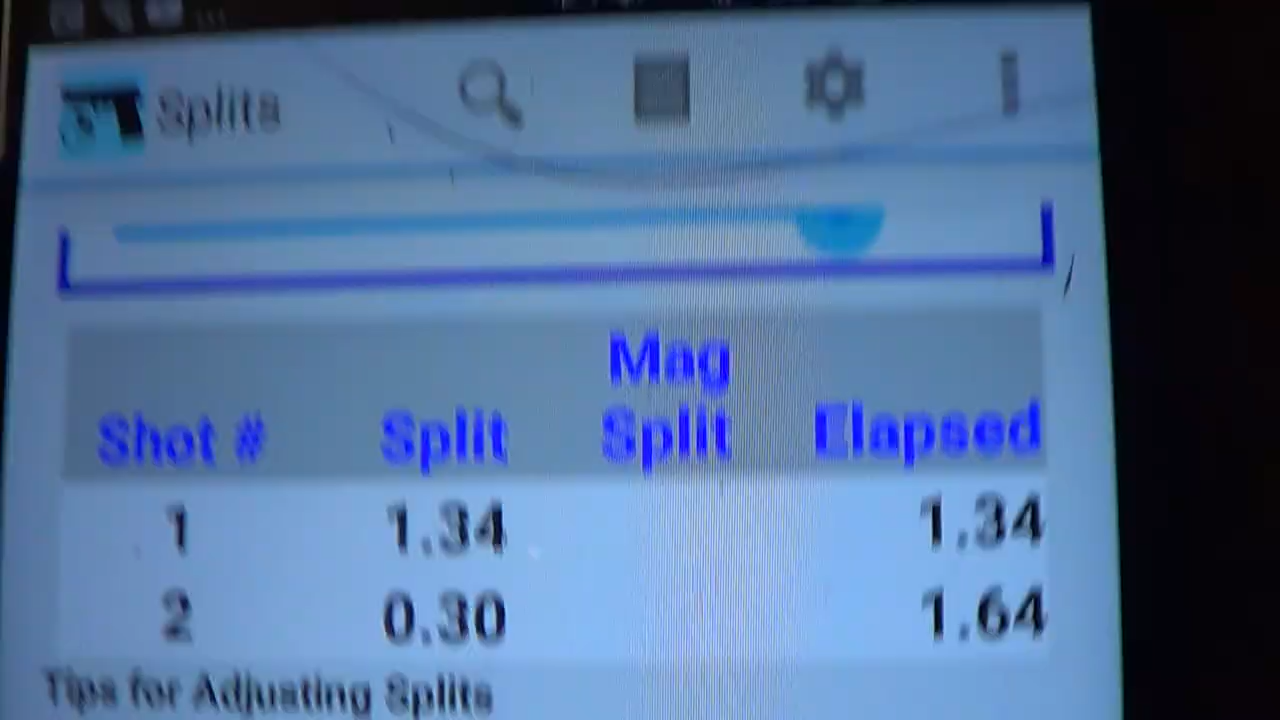 Splits
Mag
Shot # Split Split Elapsed
1 1.34 1.34
2 0.30 1.64
Tips for Adjusting Splits